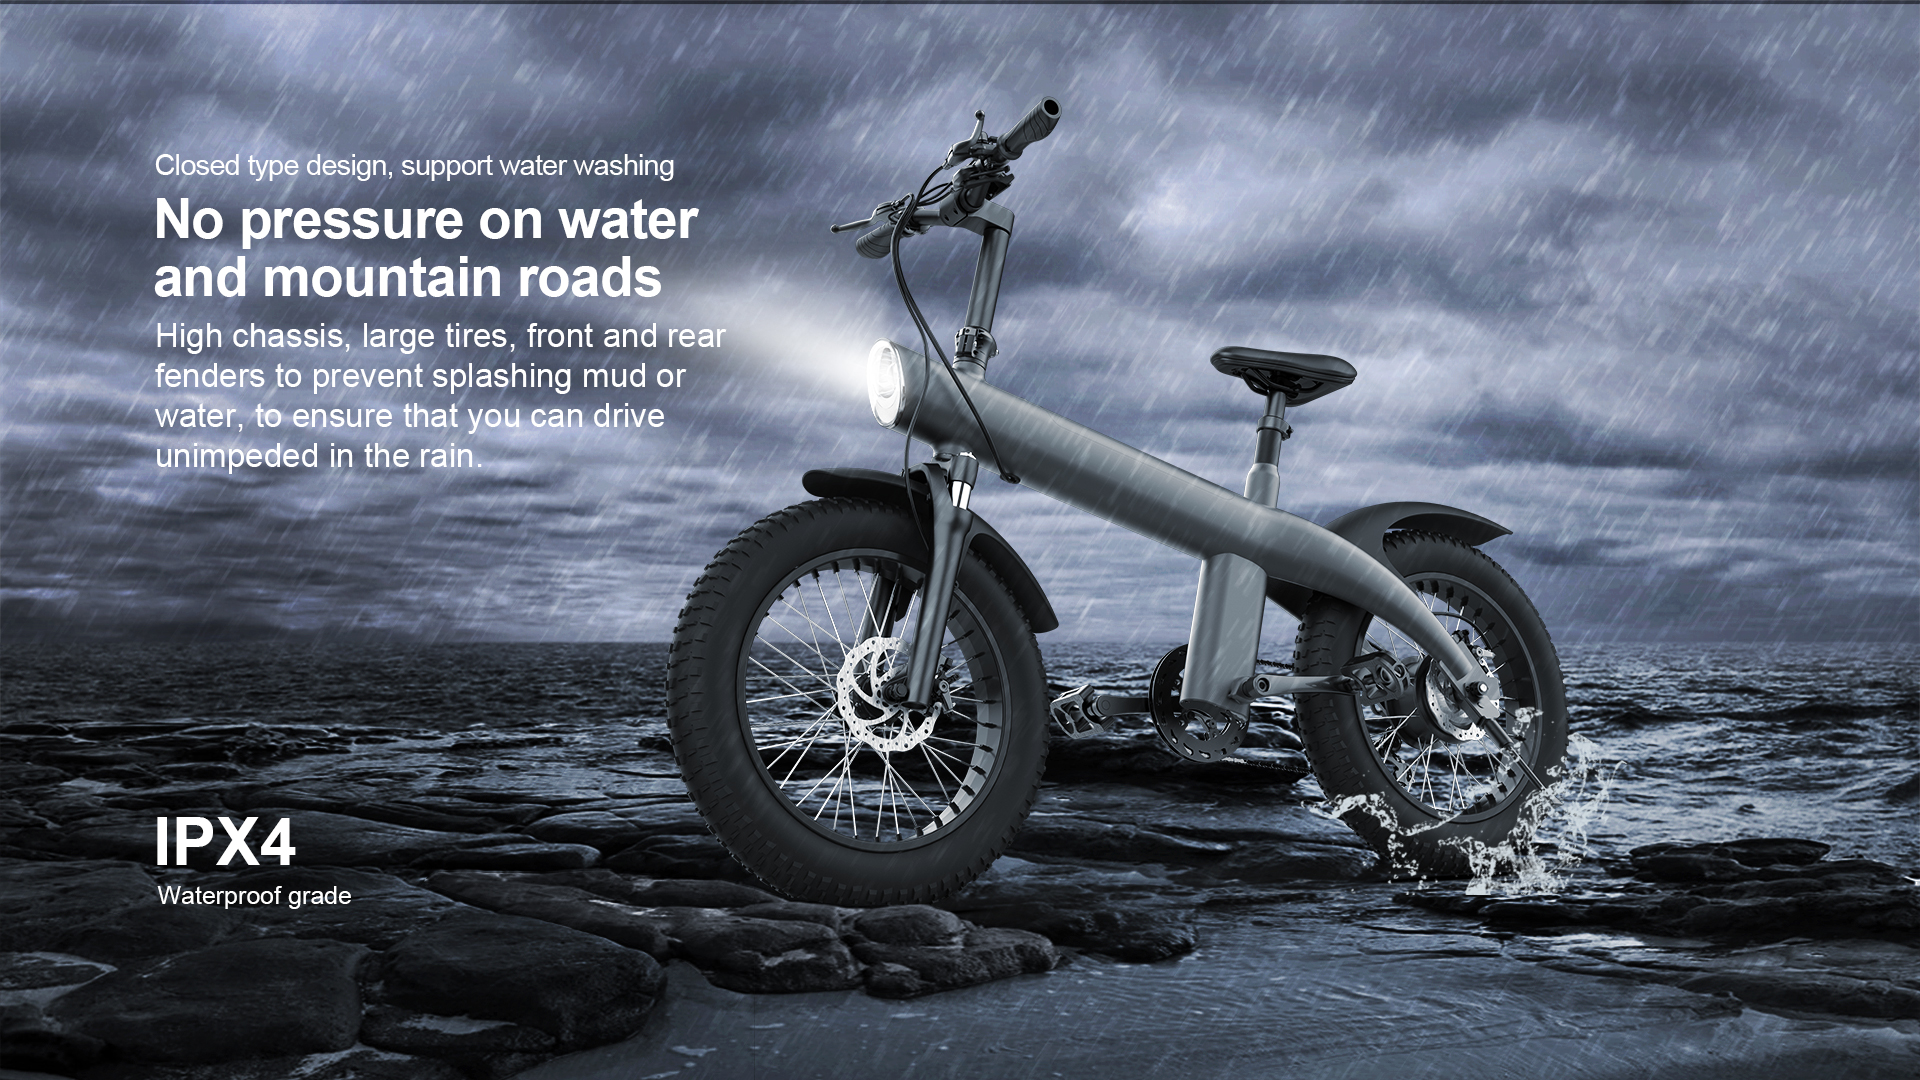 Closed type design, support water washing
No pressure on water
and mountain roads
High chassis, large tires, front and rear
fenders to prevent splashing mud or
water, to ensure that you can drive
unimpeded in the rain.
IPX4
Waterproof grade